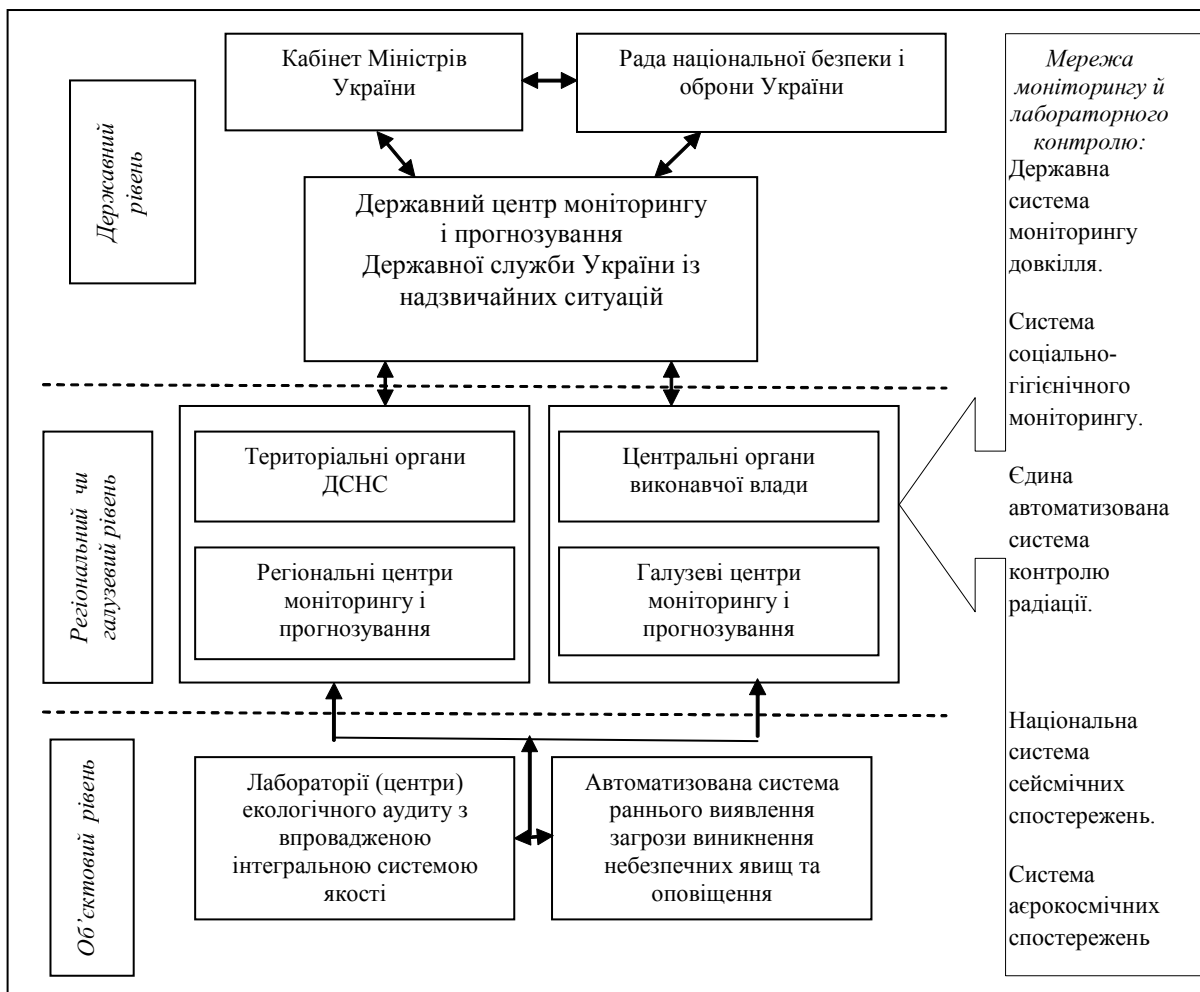 Державний
рівень
Кабінет Міністрів
України
Рада національної безпеки і
оборони України
Державний центр моніторингу
і прогнозування
Державної служби України із
надзвичайних ситуацій
Регіональний чи
галузевий рівень
Територіальні органи
ДСНС
Регіональні центри
моніторингу і
прогнозування
Центральні органи
виконавчої влади
Галузеві центри
моніторингу і
прогнозування
Об’єктовий рівень
Лабораторії (центри)
екологічного аудиту з
впровадженою
інтегральною системою
якості
Автоматизована система
раннього виявлення
загрози виникнення
небезпечних явищ та
оповіщення
Мережа
моніторингу й
лабораторного
контролю:
Державна
система
моніторингу
довкілля.
Система
соціально-
гігієнічного
моніторингу.
Єдина
автоматизована
система
контролю
радіації.
Національна
система
сейсмічних
спостережень.
Система
аєрокосмічних
спостережень